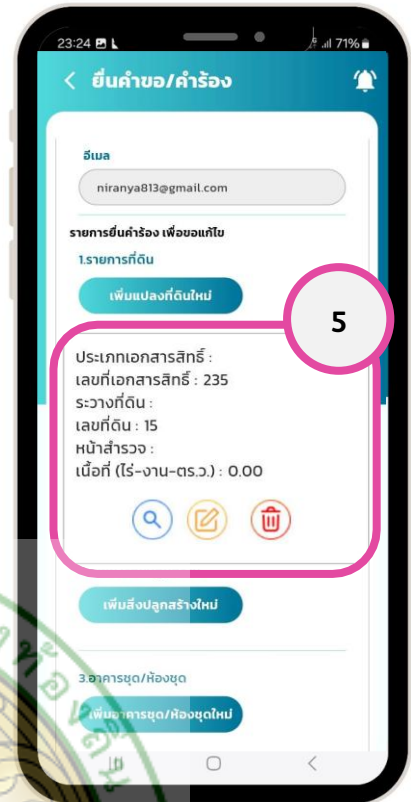 23:24
71%
ยื่นคำขอ/คำร้อง
อีเมล
niranya813@gmail.com
รายการยื่นคำร้อง เพื่อขอแก้ไข
1.รายการที่ดิน
เพิ่มแปลงที่ดินใหม่
5
ประเภทเอกสารสิทธิ์ :
เลขที่เอกสารสิทธิ์ : 235
ระวางที่ดิน :
เลขที่ดิน : 15
หน้าสำรวจ :
เนื้อที่ (ไร่-งาน-ตร.ว.) : 0.00
เพิ่มสิ่งปลูกสร้างใหม่
3.อาคารชุด/ห้องชุด
เพิ่มอาคารชุด/ห้องชุดใหม่